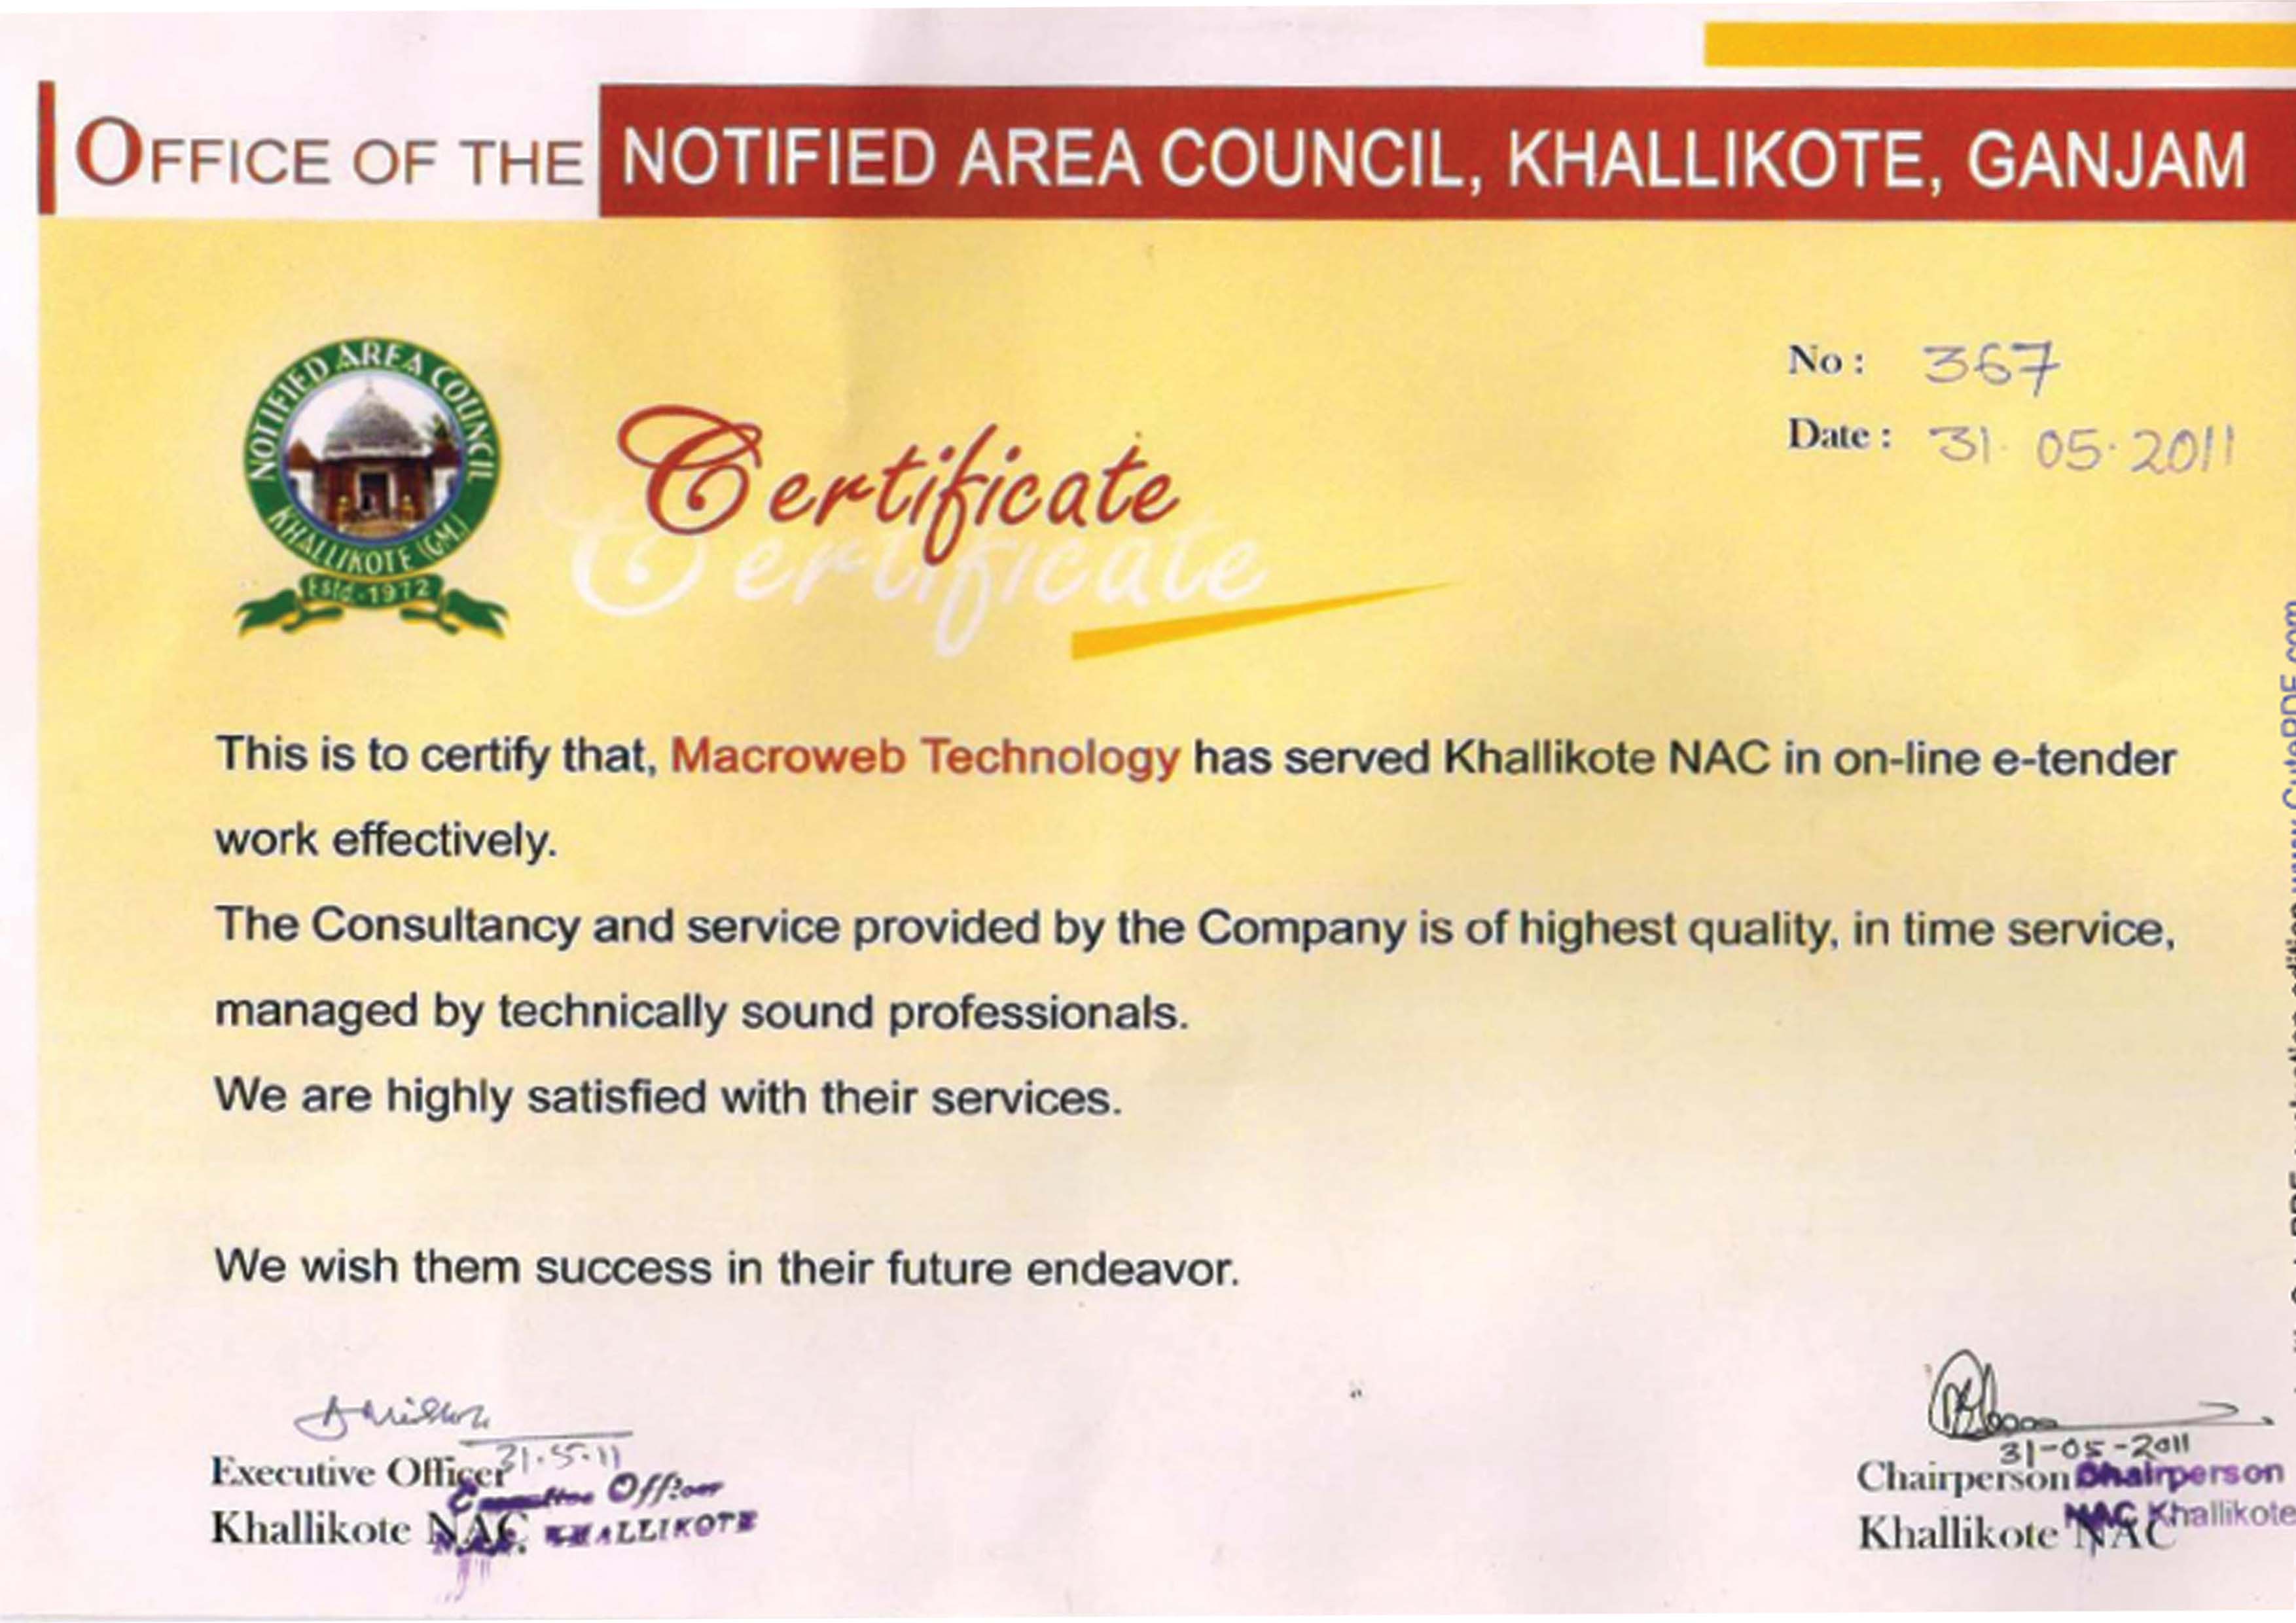 OFFICE OF THE NOTIFIED AREA COUNCIL, KHALLIKOTE, GANJAM
NOTIFIED AREA COUNCIL
KHALLIKOTE (GM.)
Estd.-1972
No : 367
Date : 31.05.2011
Certificate
Certificate
This is to certify that, Macroweb Technology has served Khallikote NAC in on-line e-tender
work effectively.
The Consultancy and service provided by the Company is of highest quality, in time service,
managed by technically sound professionals.
We are highly satisfied with their services.
We wish them success in their future endeavor.
31.5.11
Executive Officer
Executive Officer
Khallikote NAC
KHALLIKOTE
31-05-2011
Chairperson
Chairperson
NAC Khallikote
Khallikote NAC
www.CutePDF.com